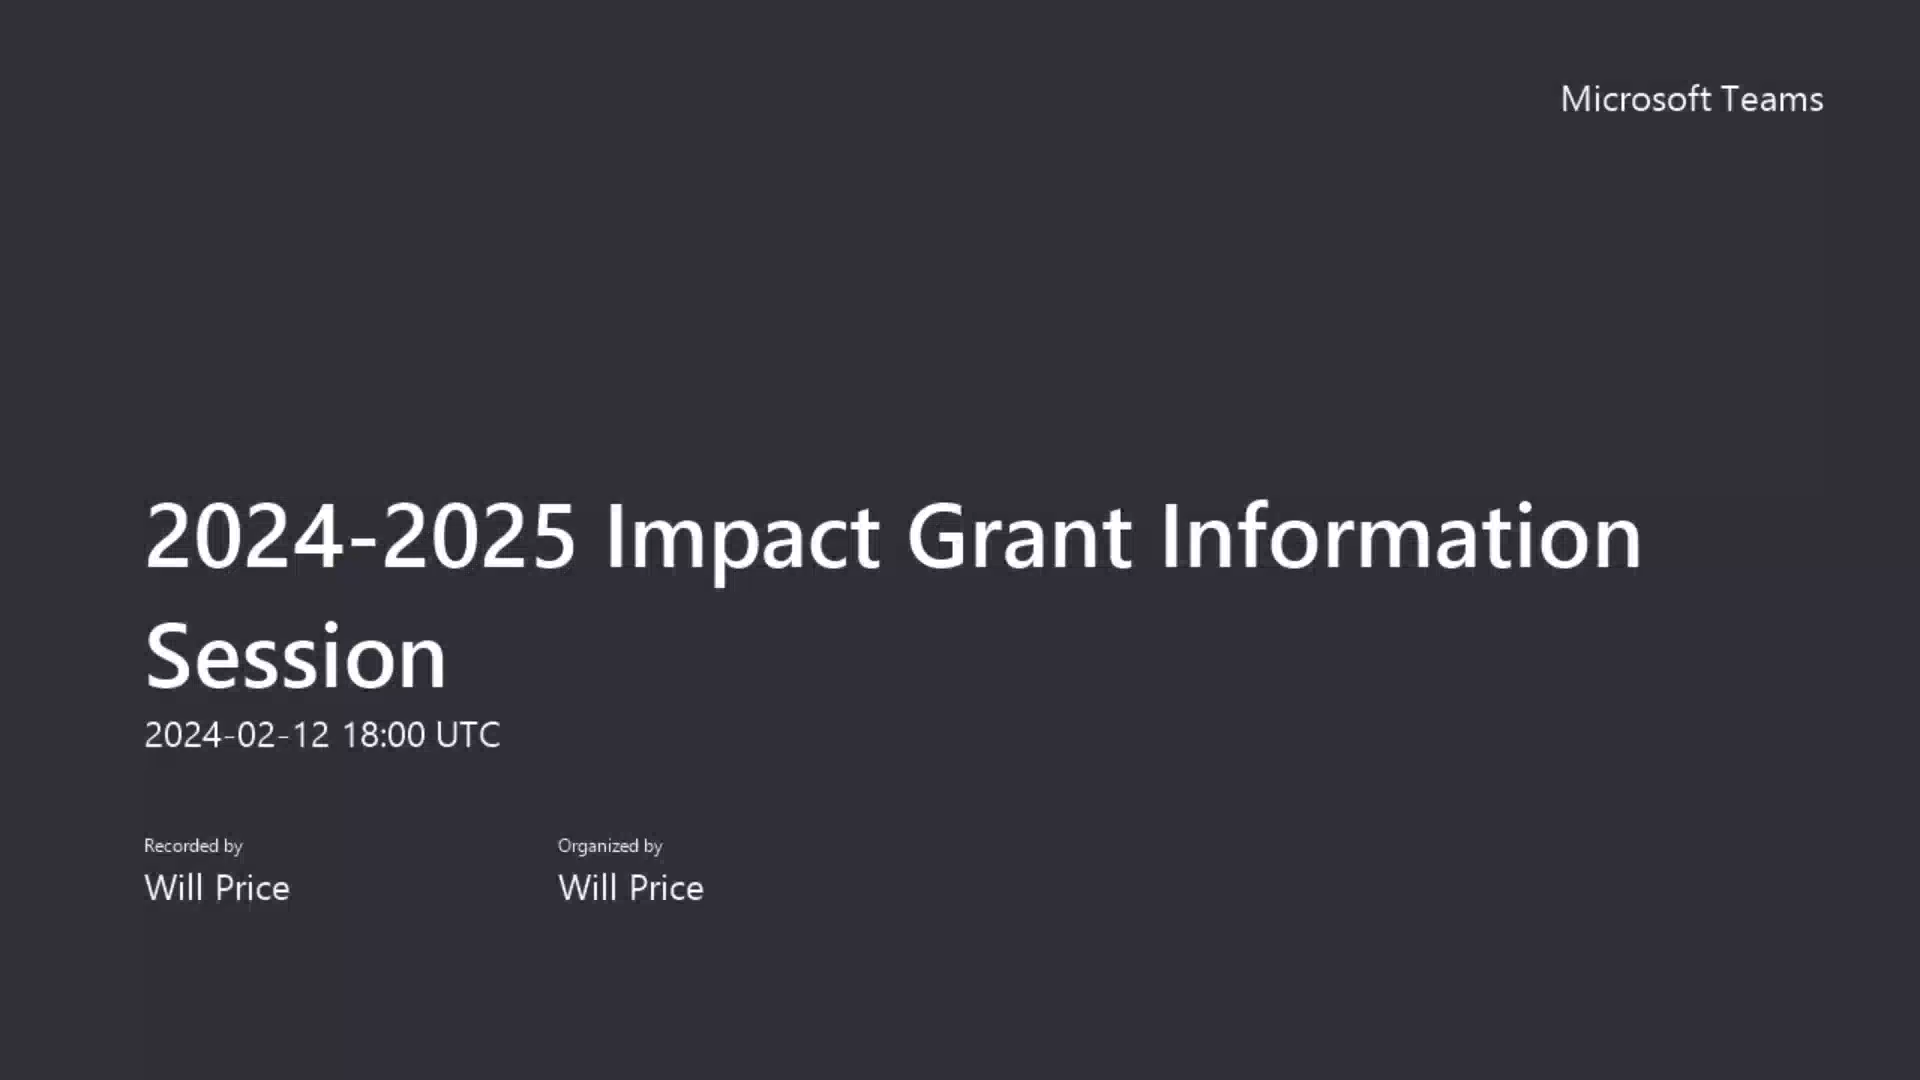 Microsoft Teams
2024-2025 Impact Grant Information
Session
2024-02-12 18:00 UTC
Recorded by
Organized by
Will Price
Will Price